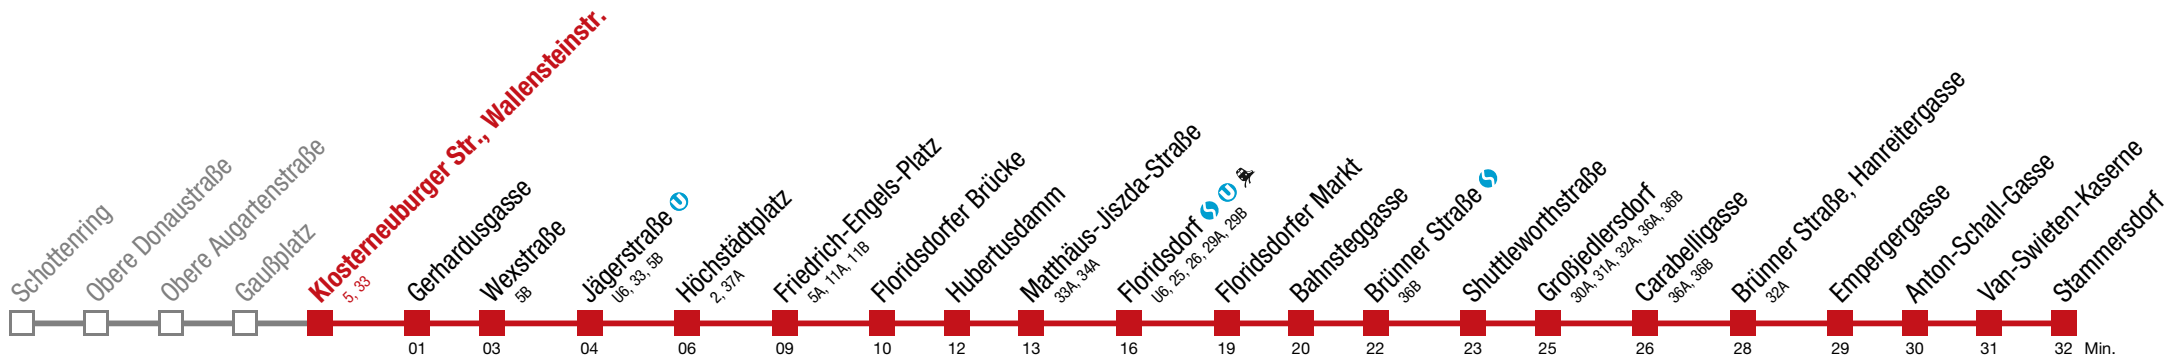 Schottenring
Obere Donaustraße
Obere Augartenstraße
Gaußplatz
Klosterneuburger Str., Wallensteinstr.
5, 33
Gerhardusgasse
01
Wexstraße
5B
03
Jägerstraße U
U6, 33, 5B
04
Höchstädtplatz
2, 37A
06
Friedrich-Engels-Platz
5A, 11A, 11B
09
Floridsdorfer Brücke
10
Hubertusdamm
12
Matthäus-Jiszda-Straße
33A, 34A
13
Floridsdorf S U
U6, 25, 26, 29A, 29B
16
Floridsdorfer Markt
19
Bahnsteggasse
20
Brünner Straße S
36B
22
Shuttleworthstraße
23
Großjedlersdorf
30A, 31A, 32A, 36A, 36B
25
Carabelligasse
36A, 36B
26
Brünner Straße, Hanreitergasse
32A
28
Empergergasse
29
Anton-Schall-Gasse
30
Van-Swieten-Kaserne
31
Stammersdorf
32 Min.